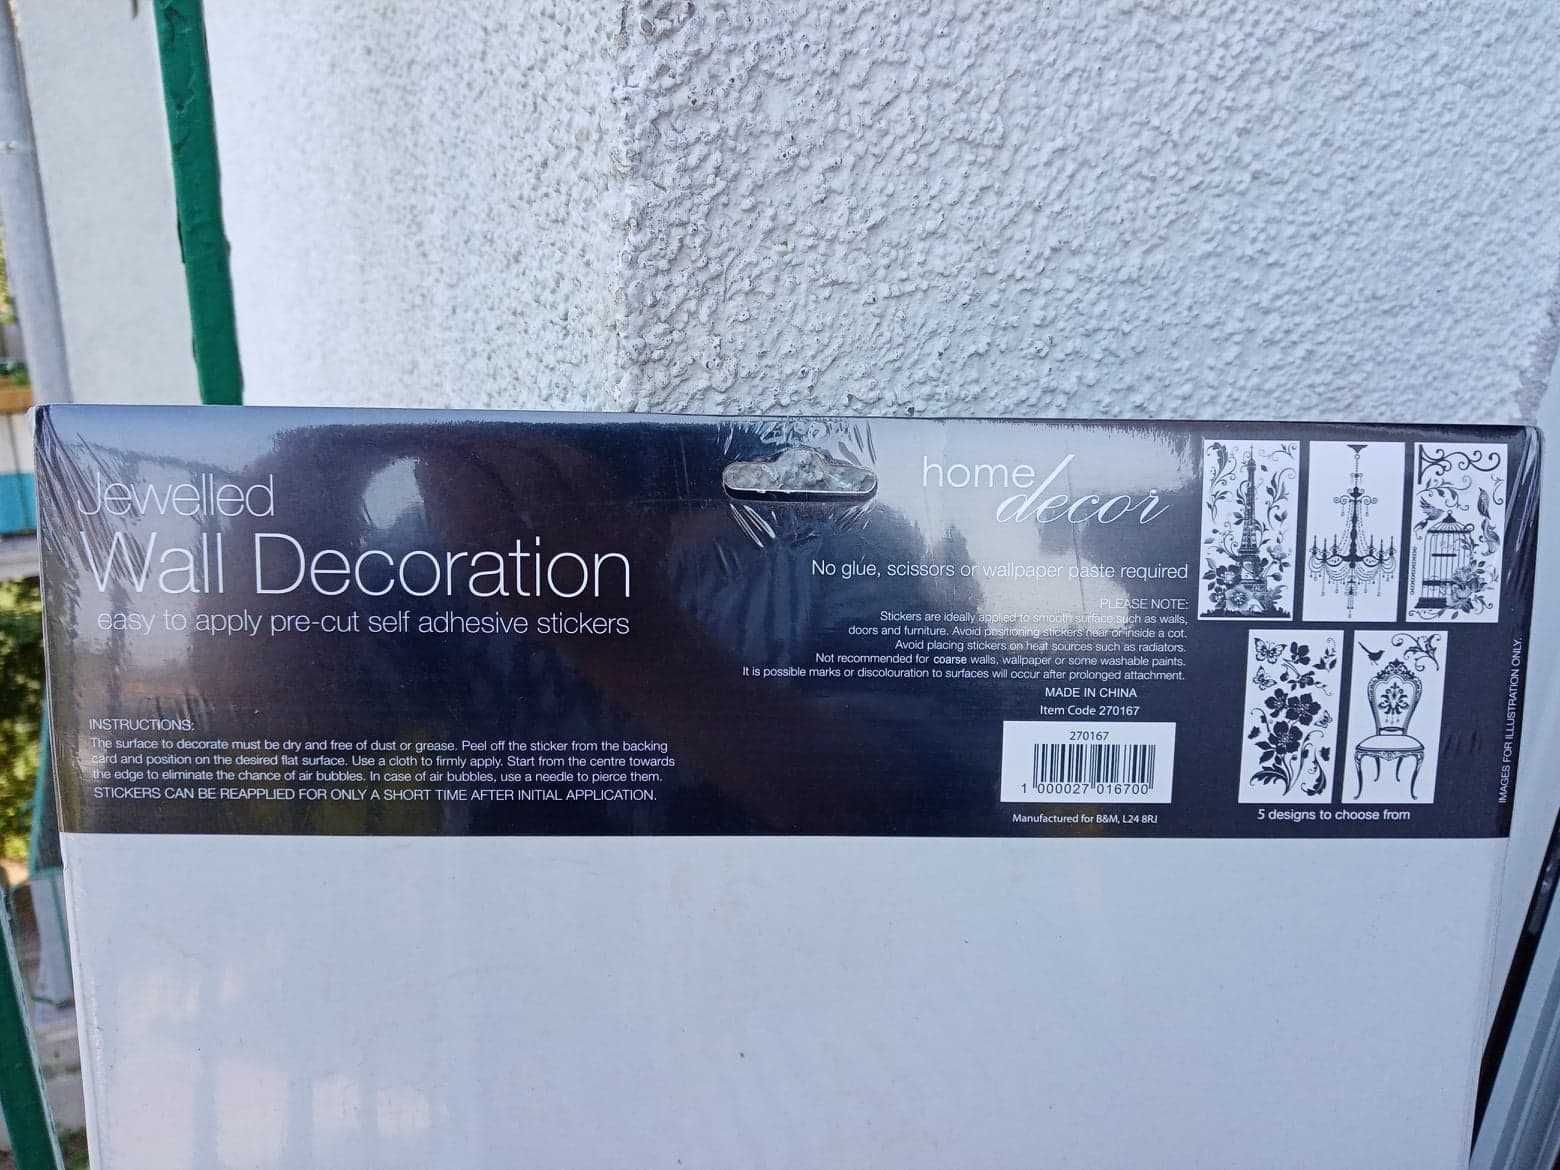 Jewelled
Wall Decoration
easy to apply pre-cut self adhesive stickers
INSTRUCTIONS:
The surface to decorate must be dry and free of dust or grease. Peel off the sticker from the backing
card and position on the desired flat surface. Use a cloth to firmly apply. Start from the centre towards
the edge to eliminate the chance of air bubbles. In case of air bubbles, use a needle to pierce them.
STICKERS CAN BE REAPPLIED FOR ONLY A SHORT TIME AFTER INITIAL APPLICATION.
home
decor
No glue, scissors or wallpaper paste required
PLEASE NOTE:
Stickers are ideally applied to smooth surface such as walls,
doors and furniture. Avoid positioning stickers near or inside a cot.
Avoid placing stickers on heat sources such as radiators.
Not recommended for coarse walls, wallpaper or some washable paints.
It is possible marks or discolouration to surfaces will occur after prolonged attachment.
MADE IN CHINA
Item Code 270167
270167
1 000027 016700
Manufactured for B&M, L24 8RJ
5 designs to choose from
IMAGES FOR ILLUSTRATION ONLY.